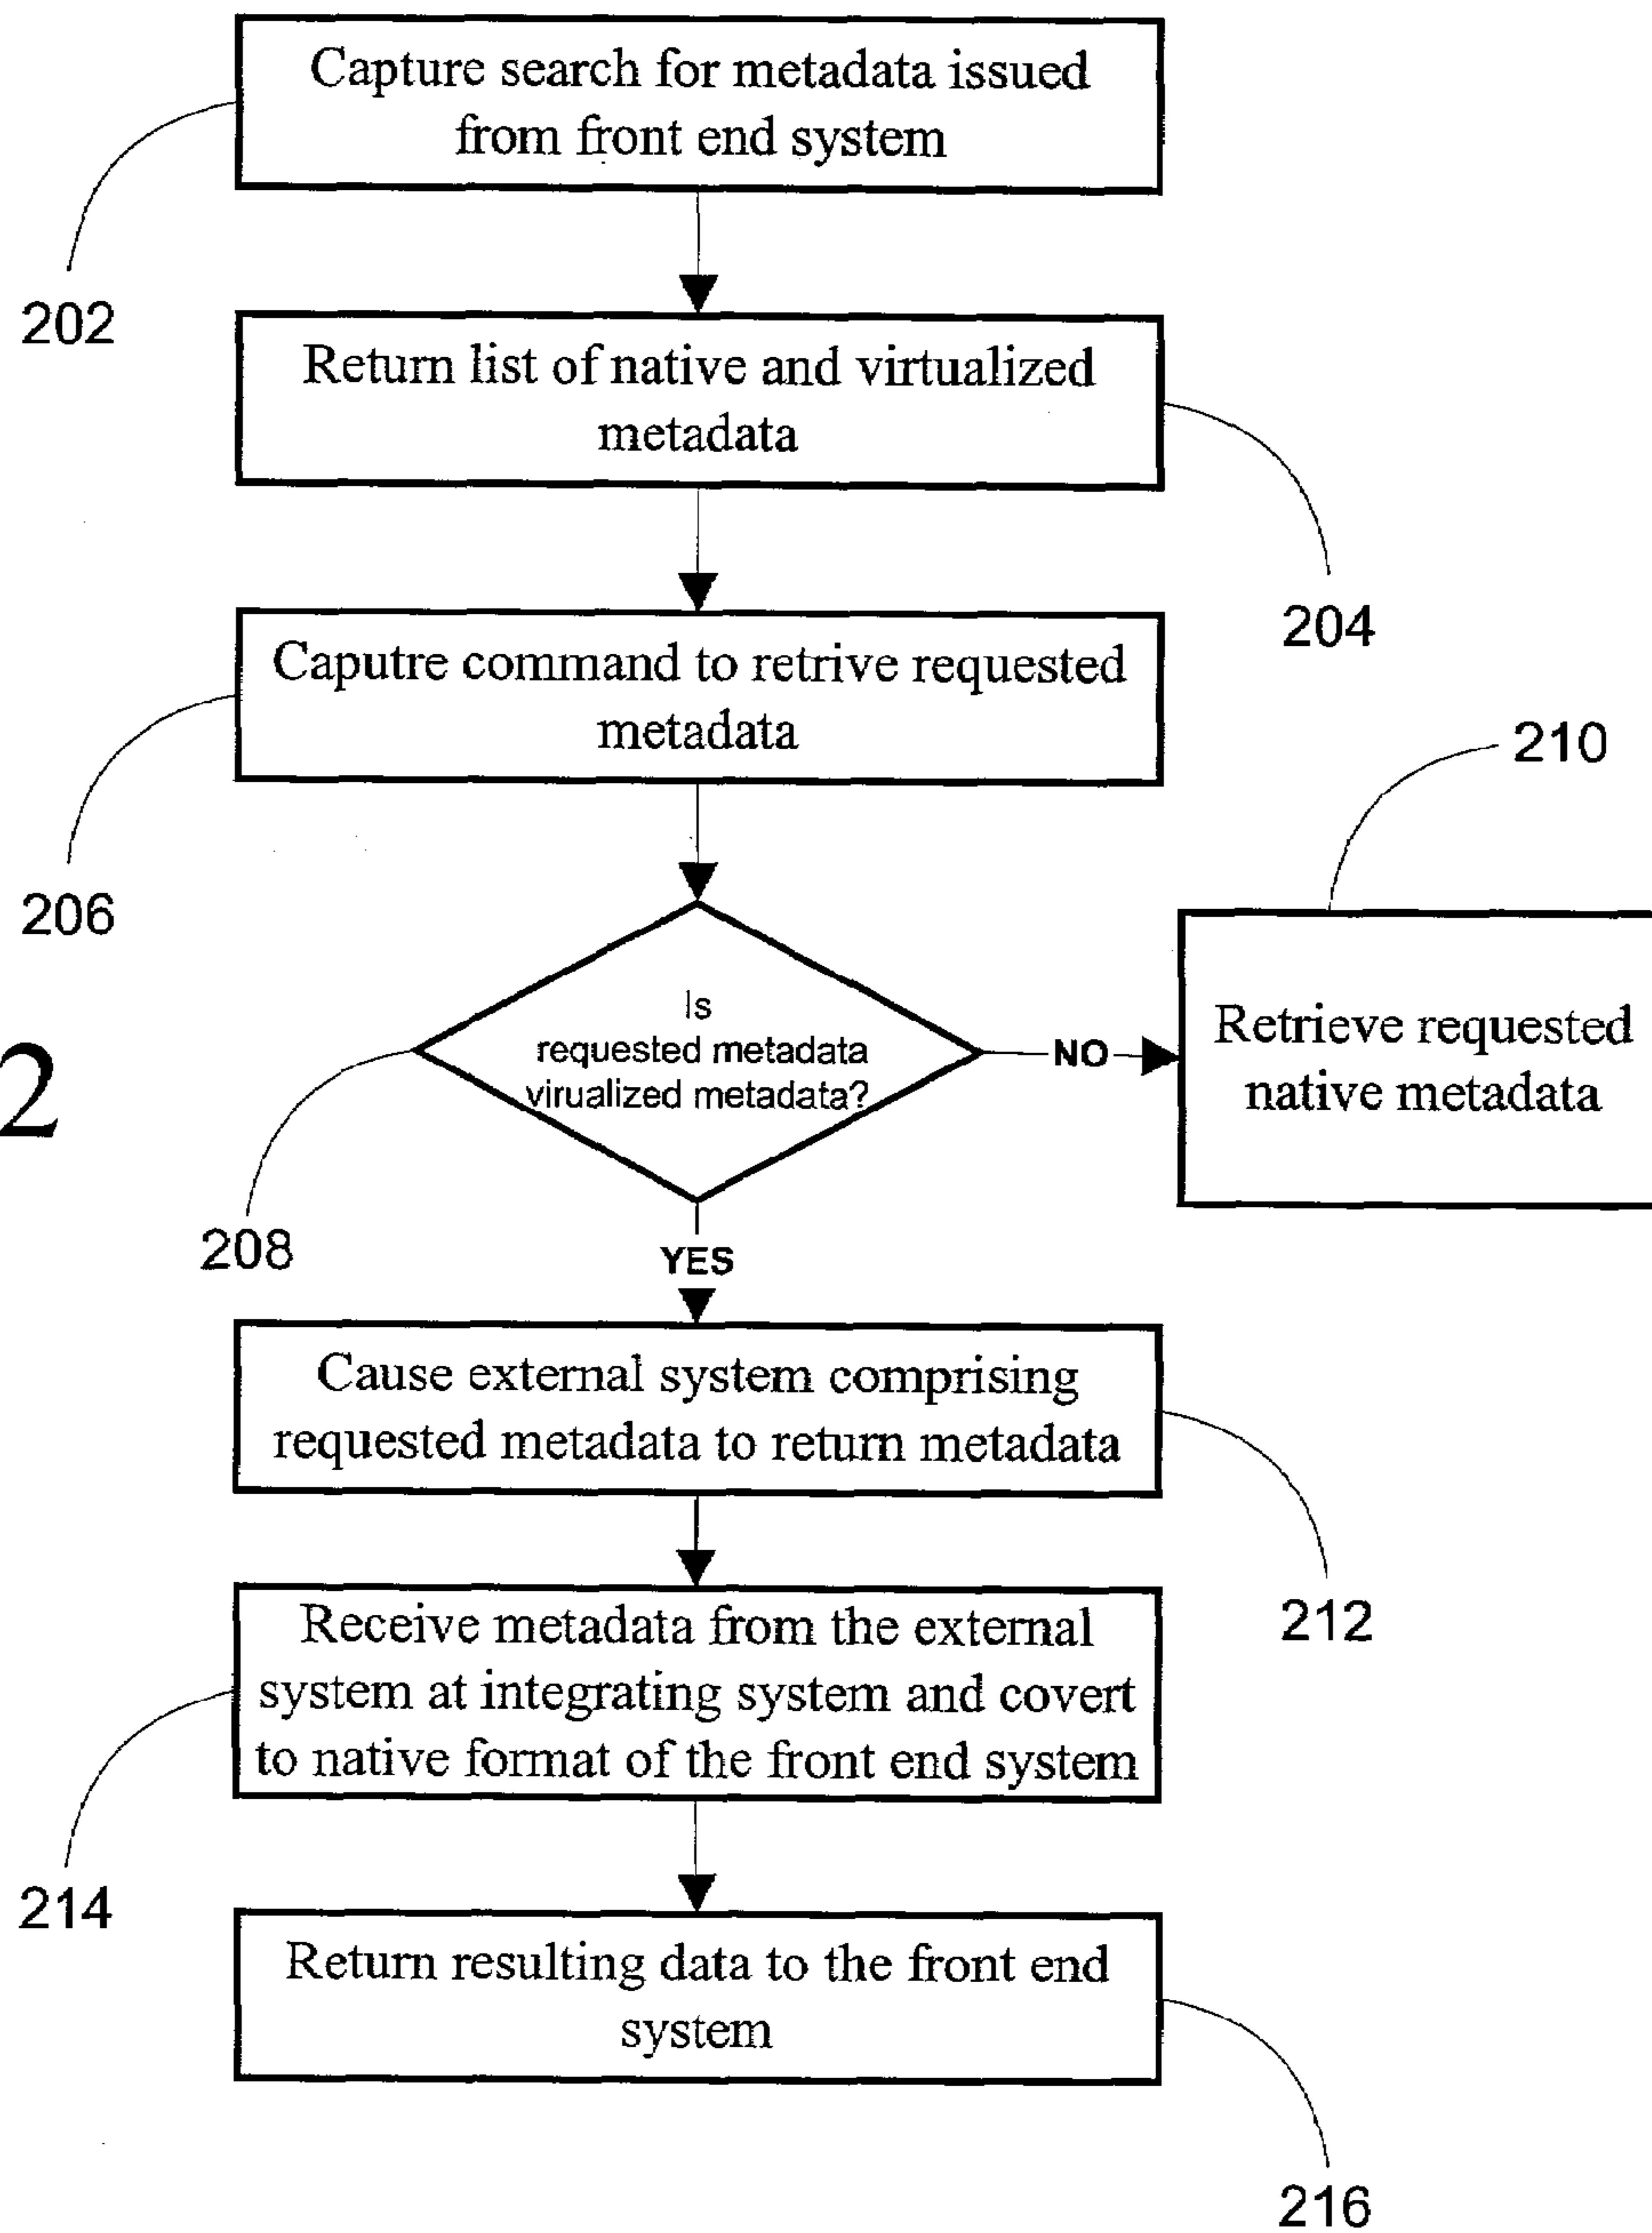 Capture search for metadata issued
from front end system
202
Return list of native and virtualized
metadata
204
Caputre command to retrive requested
metadata
206
210
Is
requested metadata
virualized metadata?
NO
Retrieve requested
native metadata
2
208
YES
Cause external system comprising
requested metadata to return metadata
212
Receive metadata from the external
system at integrating system and covert
to native format of the front end system
214
Return resulting data to the front end
system
216